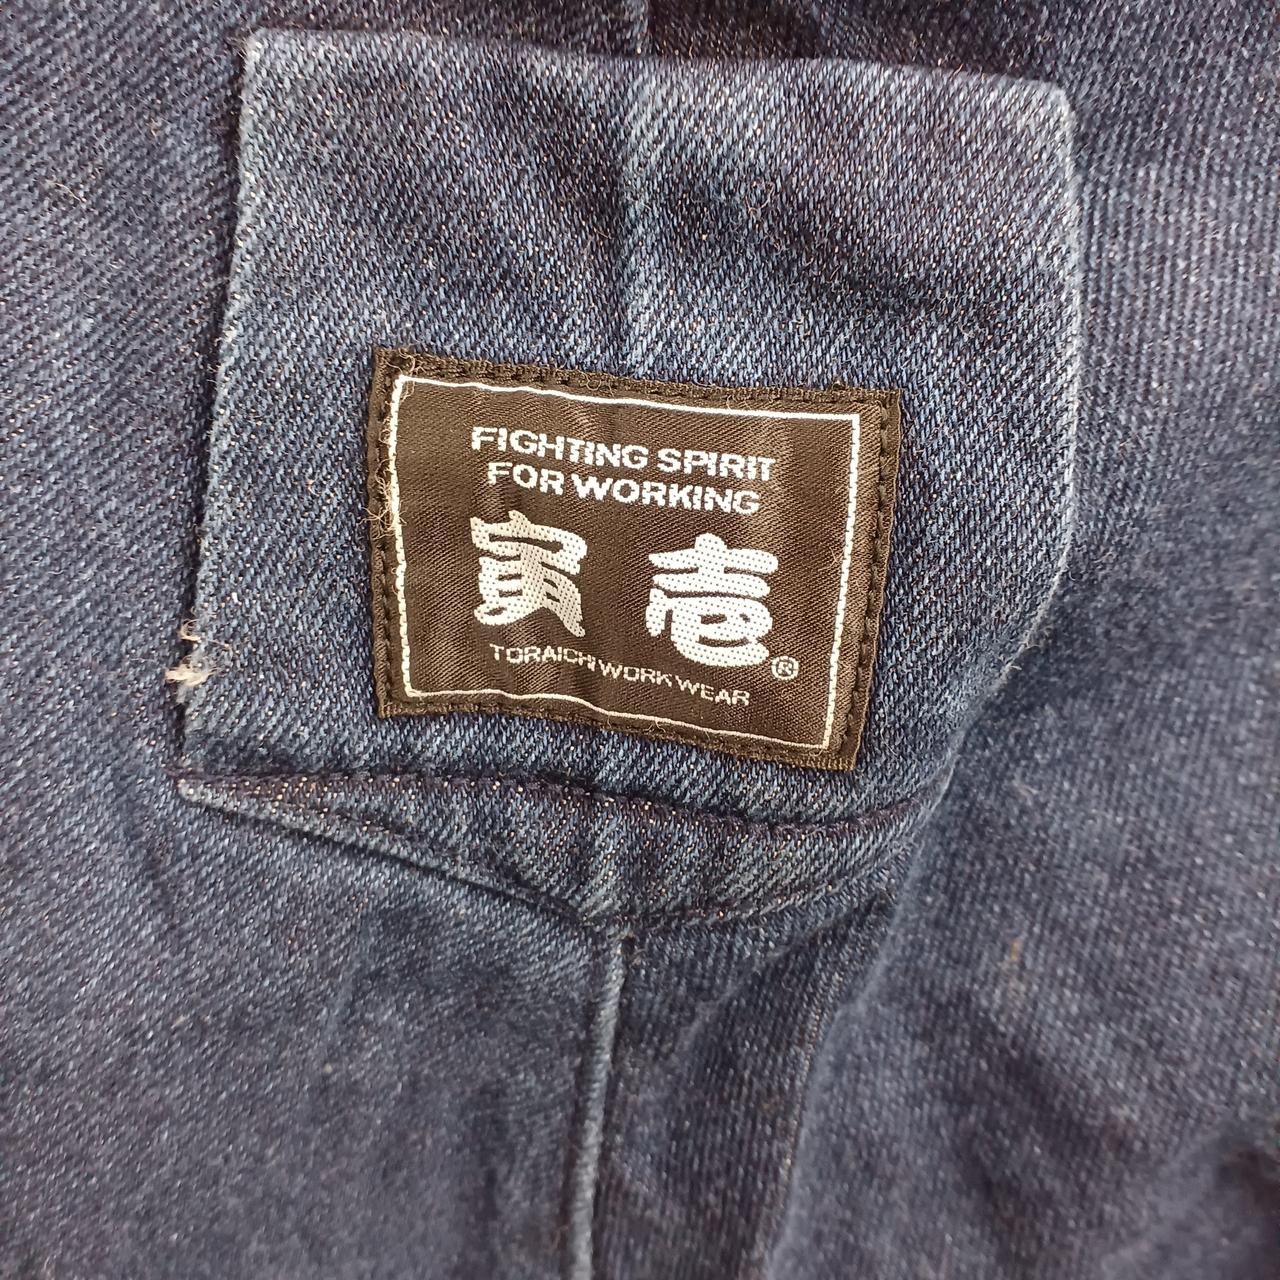 FIGHTING SPIRIT
FOR WORKING
寅壱®
TORAICHI WORK WEAR